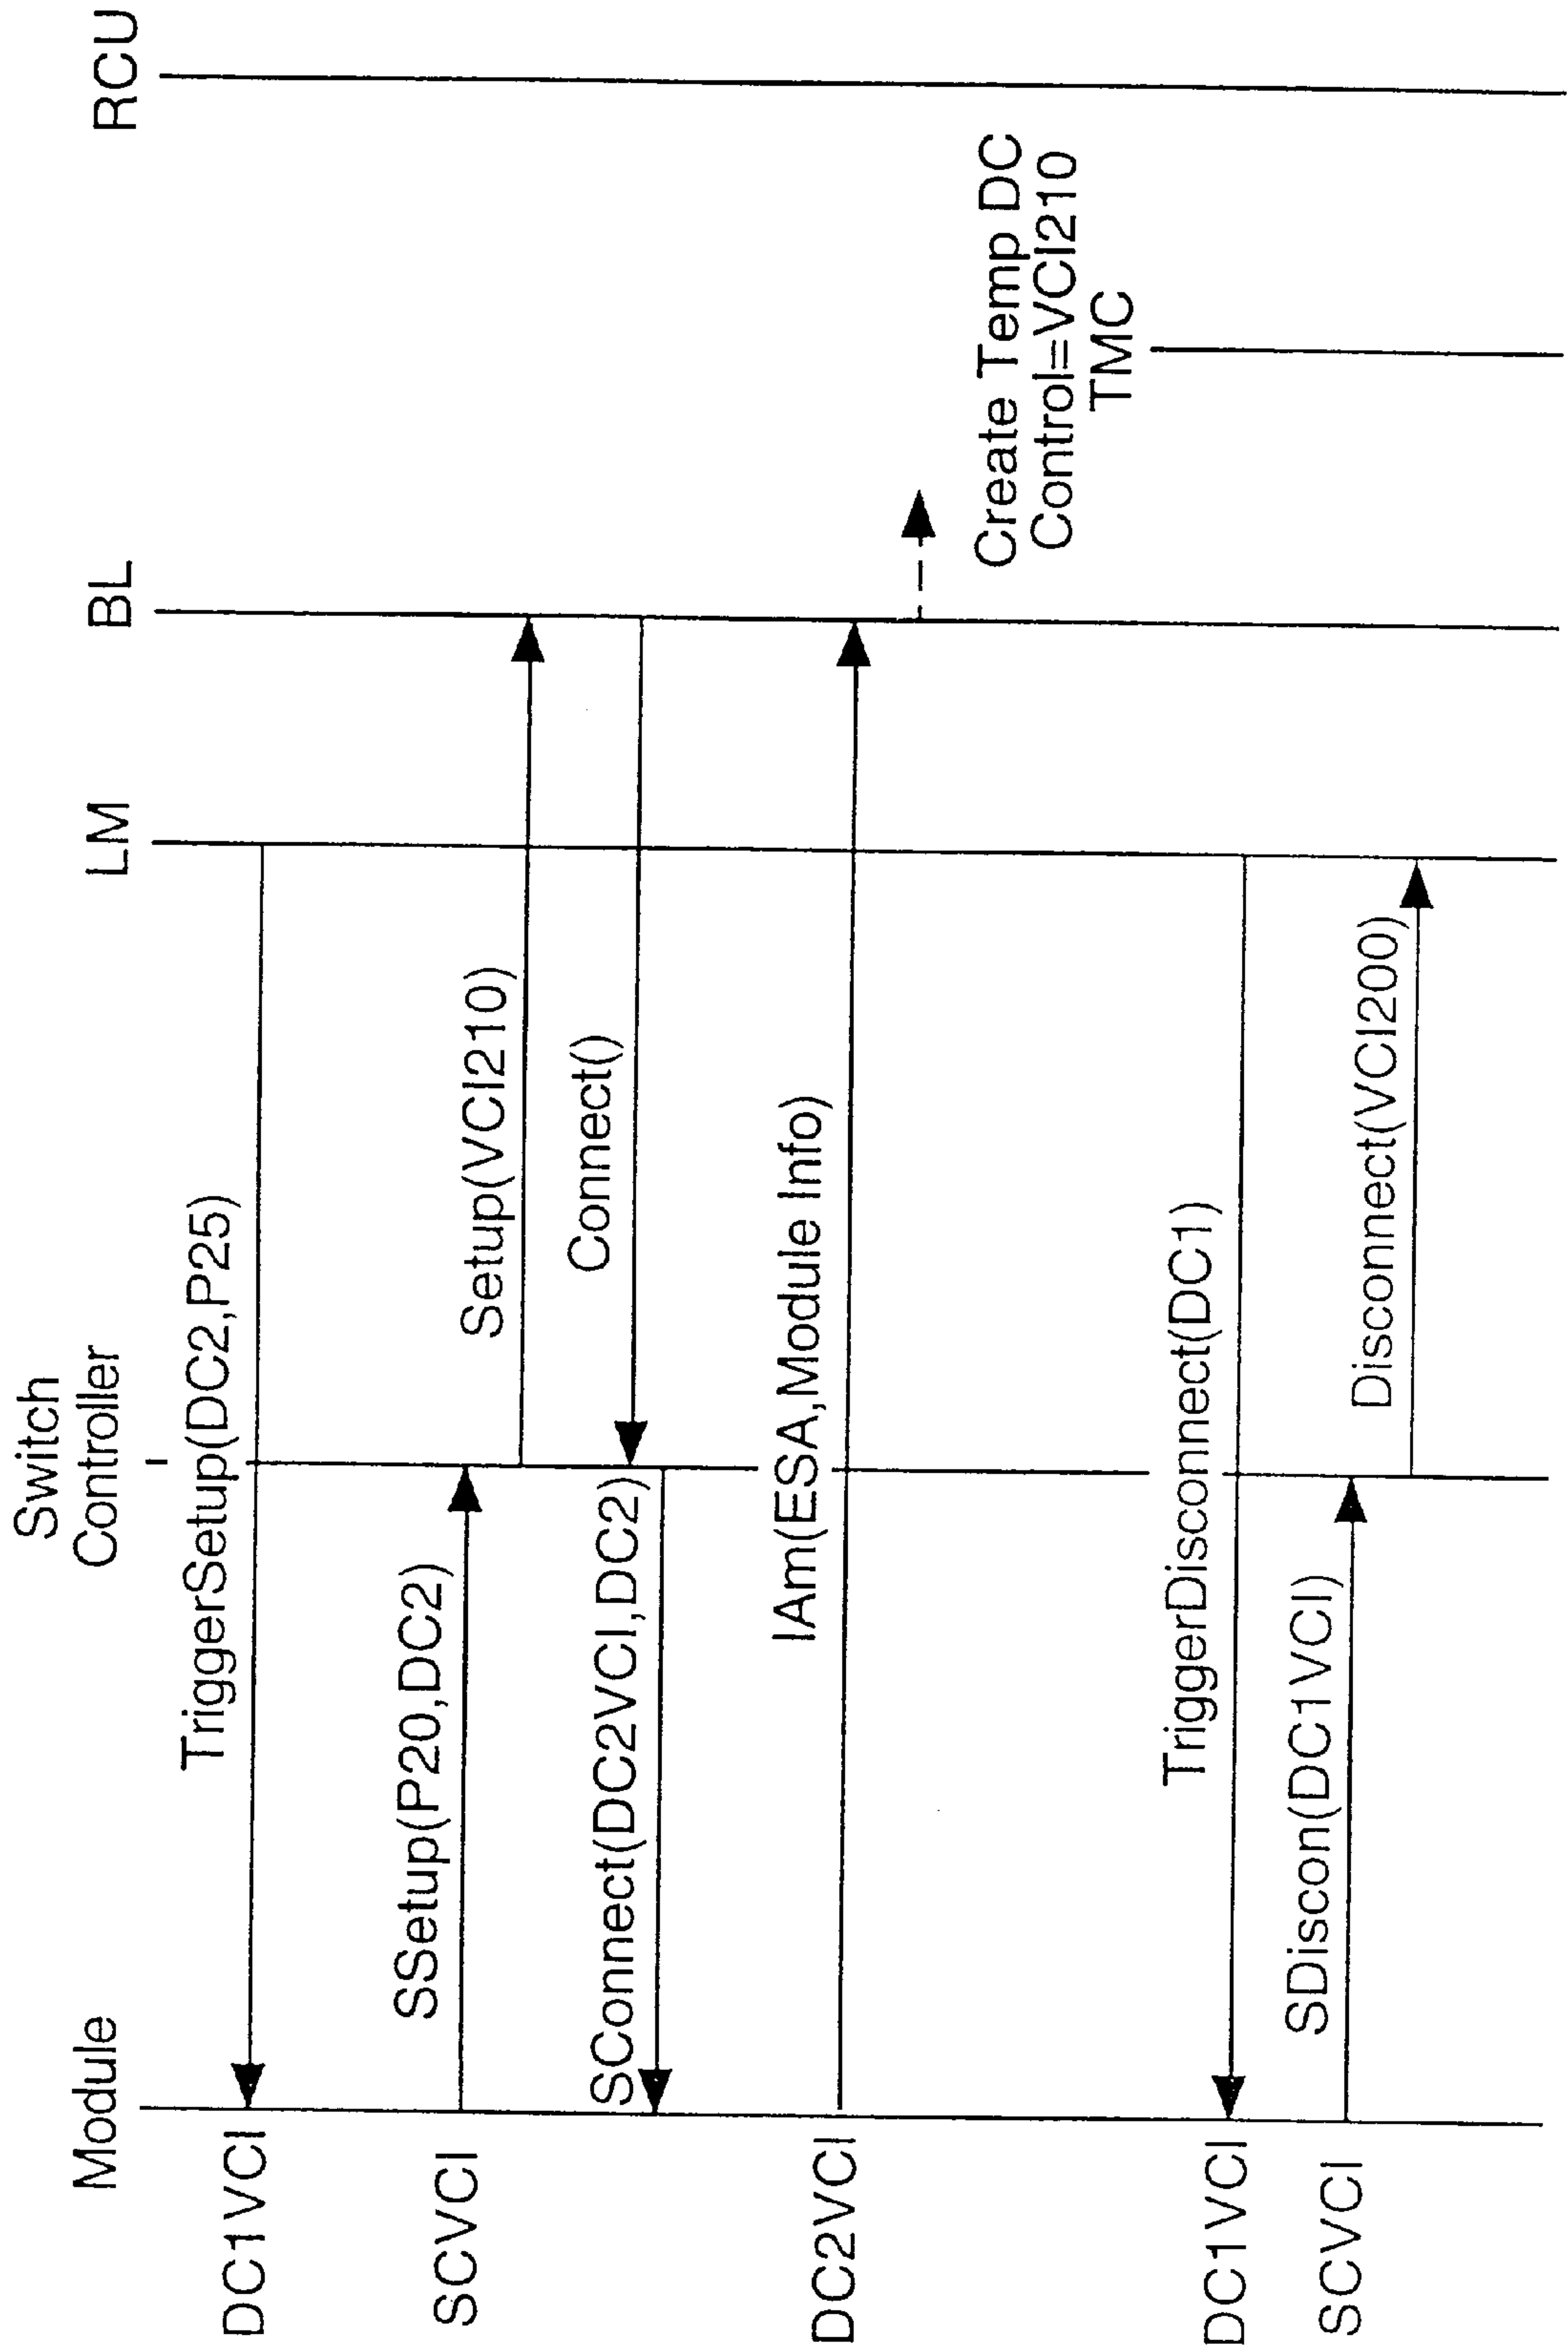 Module
Switch
Controller
LM
BL
RCU
DC1VCI
TriggerSetup(DC2,P25)
SCVCI
SSetup(P20,DC2)
Setup(VCI210)
Connect()
SConnect(DC2VCI,DC2)
DC2VCI
IAm(ESA,Module Info)
Create Temp DC
Control=VCI210
TMC
DC1VCI
TriggerDisconnect(DC1)
SCVCI
SDiscon(DC1VCI)
Disconnect(VCI200)